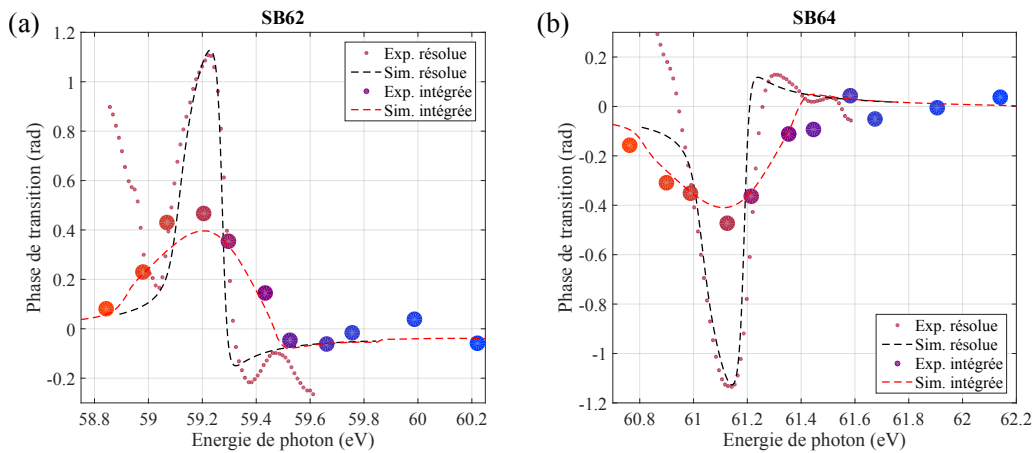 (a)
SB62
Phase de transition (rad)
1.2
1
0.8
0.6
0.4
0.2
0
-0.2
Exp. résolue
Sim. résolue
Exp. intégrée
Sim. intégrée
58.8 59 59.2 59.4 59.6 59.8 60 60.2
Energie de photon (eV)
(b)
SB64
Phase de transition (rad)
0.2
0
-0.2
-0.4
-0.6
-0.8
-1
-1.2
Exp. résolue
Sim. résolue
Exp. intégrée
Sim. intégrée
60.8 61 61.2 61.4 61.6 61.8 62 62.2
Energie de photon (eV)